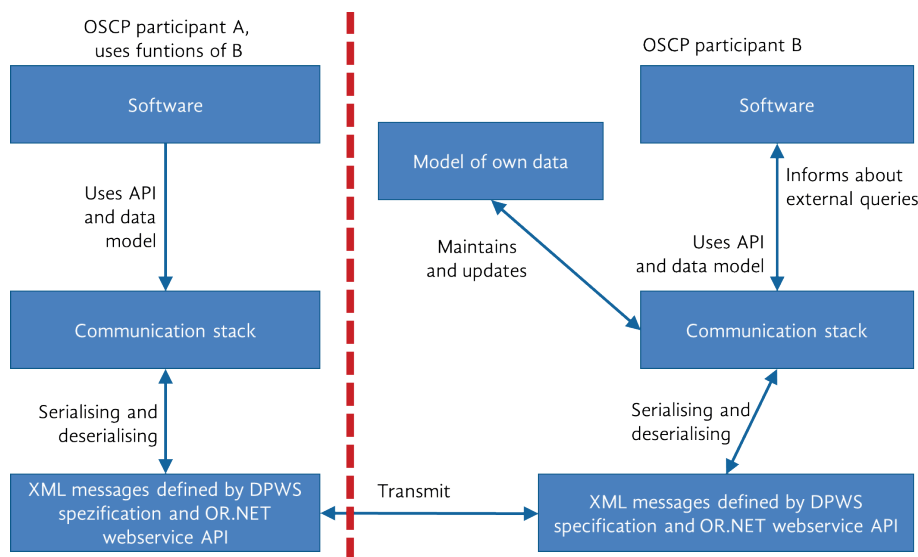 OSCP participant A,
uses funtions of B
Software
Uses API
and data
model
Communication stack
Serialising and
deserialising
XML messages defined by DPWS
spezification and OR.NET
webservice API
Transmit
OSCP participant B
Software
Model of own data
Informs about
external queries
Maintains
and updates
Uses API
and data model
Communication stack
Serialising and
deserialising
XML messages defined by DPWS
specification and OR.NET webservice API